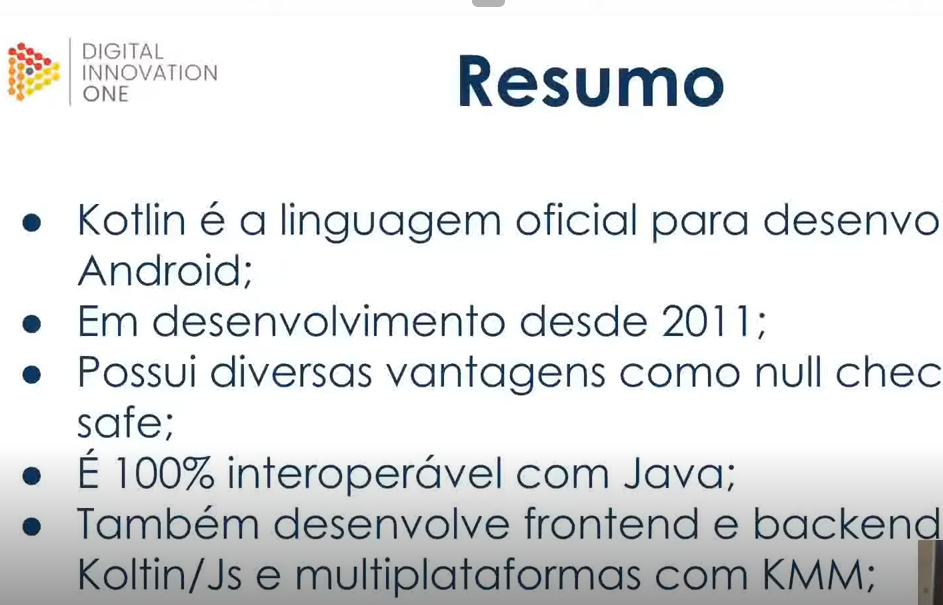 DIGITAL
INNOVATION
ONE
Resumo
● Kotlin é a linguagem oficial para desenvo
Android;
● Em desenvolvimento desde 2011;
● Possui diversas vantagens como null chec
safe;
● É 100% interoperável com Java;
● Também desenvolve frontend e backend
Koltin/Js e multiplataformas com KMM;